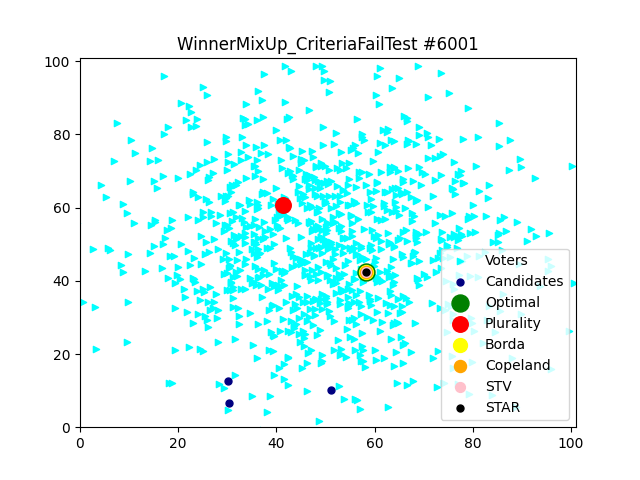 WinnerMixUp_CriteriaFailTest #6001
100
80
60
40
20
0
0
20
40
60
80
100
Voters
Candidates
Optimal
Plurality
Borda
Copeland
STV
STAR